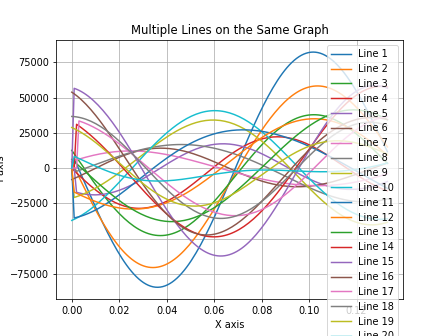 Multiple Lines on the Same Graph
75000
50000
25000
0
−25000
−50000
−75000
0.00
0.02
0.04
0.06
0.08
0.10
X axis
Line 1
Line 2
Line 3
Line 4
Line 5
Line 6
Line 7
Line 8
Line 9
Line 10
Line 11
Line 12
Line 13
Line 14
Line 15
Line 16
Line 17
Line 18
Line 19
Line 20